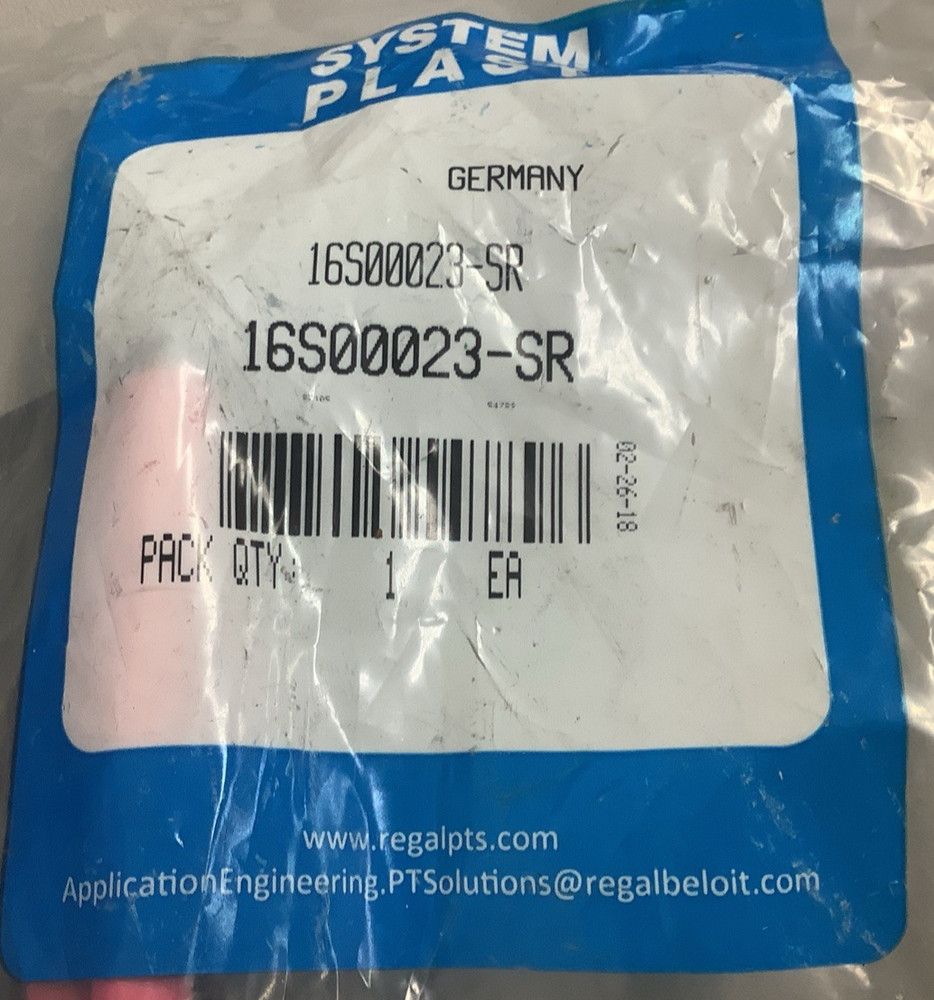 SYSTEM
PLAST
GERMANY
16S00023-SR
16S00023-SR
02-26-18
PACK QTY:
1 EA
www.regalpts.com
ApplicationEngineering.PTSolutions@regalbeloit.com